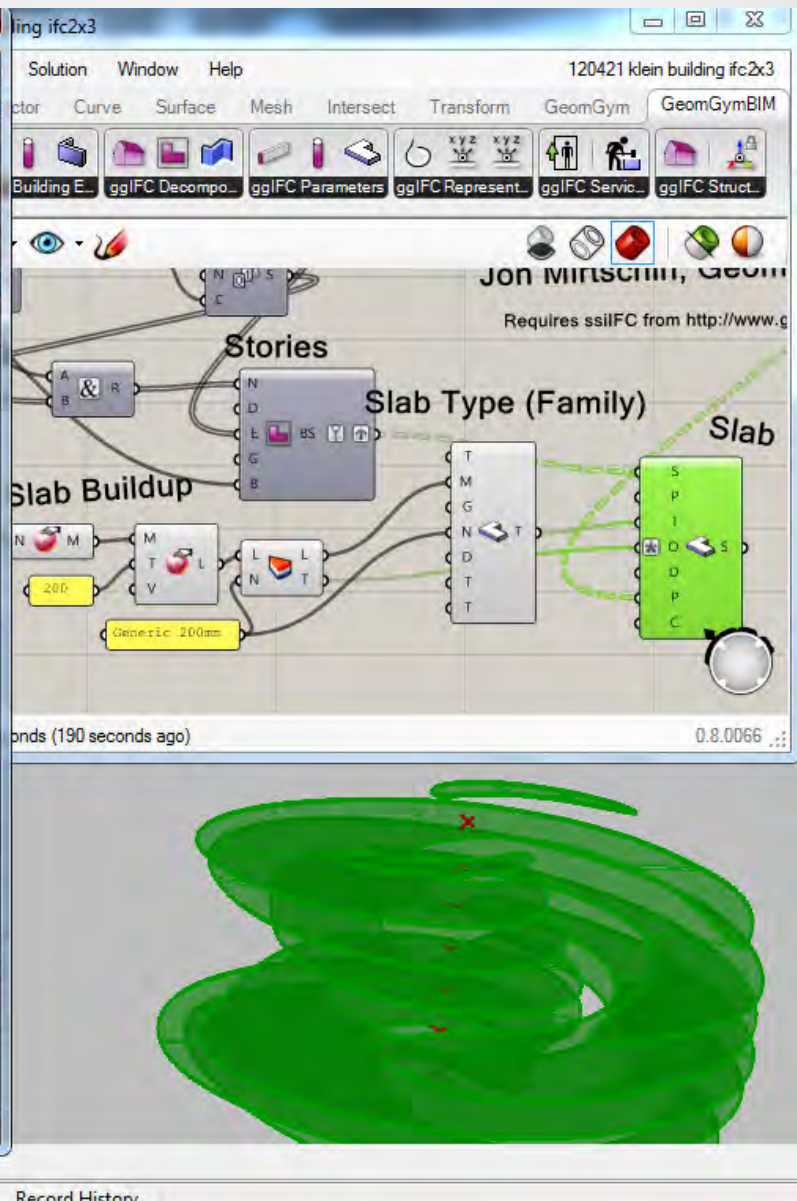 ling ifc2x3
Solution Window Help 120421 klein building ifc2x3
ctor Curve Surface Mesh Intersect Transform GeomGym GeomGymBIM
Building E... ggIFC Decompo... ggIFC Parameters ggIFC Represent... ggIFC Servic... ggIFC Struct...
Jon Mirtschin, Geom
Requires ssiIFC from http://www.g
N S
C
Stories
A
B
& R
N
D
E BS
G
B
Slab Type (Family)
T
M
G
N T
D
T
T
Slab
S
P
I
O S
D
P
C
Slab Buildup
N M
M
T L
V
L L
N T
200
Generic 200mm
onds (190 seconds ago) 0.8.0066
Record History